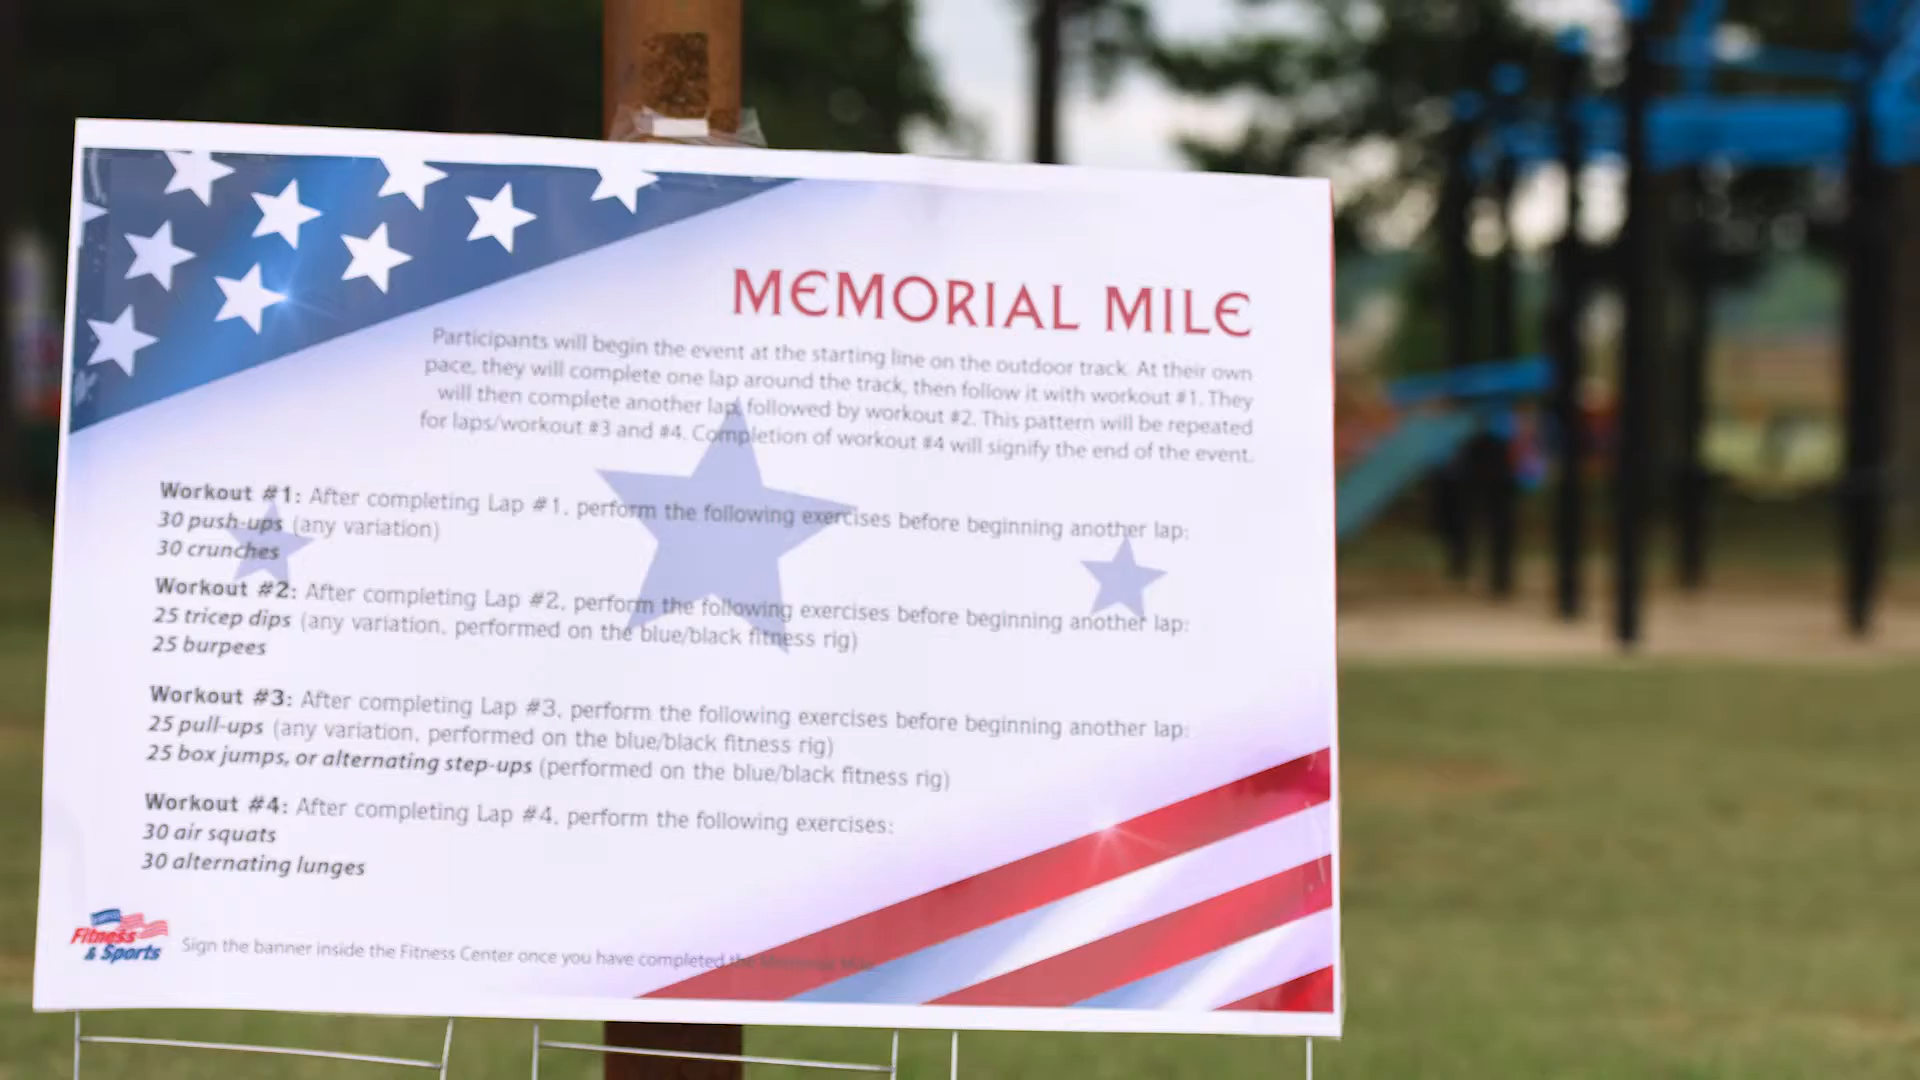 MEMORIAL MILE
Participants will begin the event at the starting line on the outdoor track. At their own
pace, they will complete one lap around the track, then follow it with workout #1. They
will then complete another lap, followed by workout #2. This pattern will be repeated
for laps/workout #3 and #4. Completion of workout #4 will signify the end of the event.
Workout #1: After completing Lap #1, perform the following exercises before beginning another lap:
30 push-ups (any variation)
30 crunches
Workout #2: After completing Lap #2, perform the following exercises before beginning another lap:
25 tricep dips (any variation, performed on the blue/black fitness rig)
25 burpees
Workout #3: After completing Lap #3, perform the following exercises before beginning another lap:
25 pull-ups (any variation, performed on the blue/black fitness rig)
25 box jumps, or alternating step-ups (performed on the blue/black fitness rig)
Workout #4: After completing Lap #4, perform the following exercises:
30 air squats
30 alternating lunges
Fitness
& Sports
Sign the banner inside the Fitness Center once you have completed the Memorial Mile.